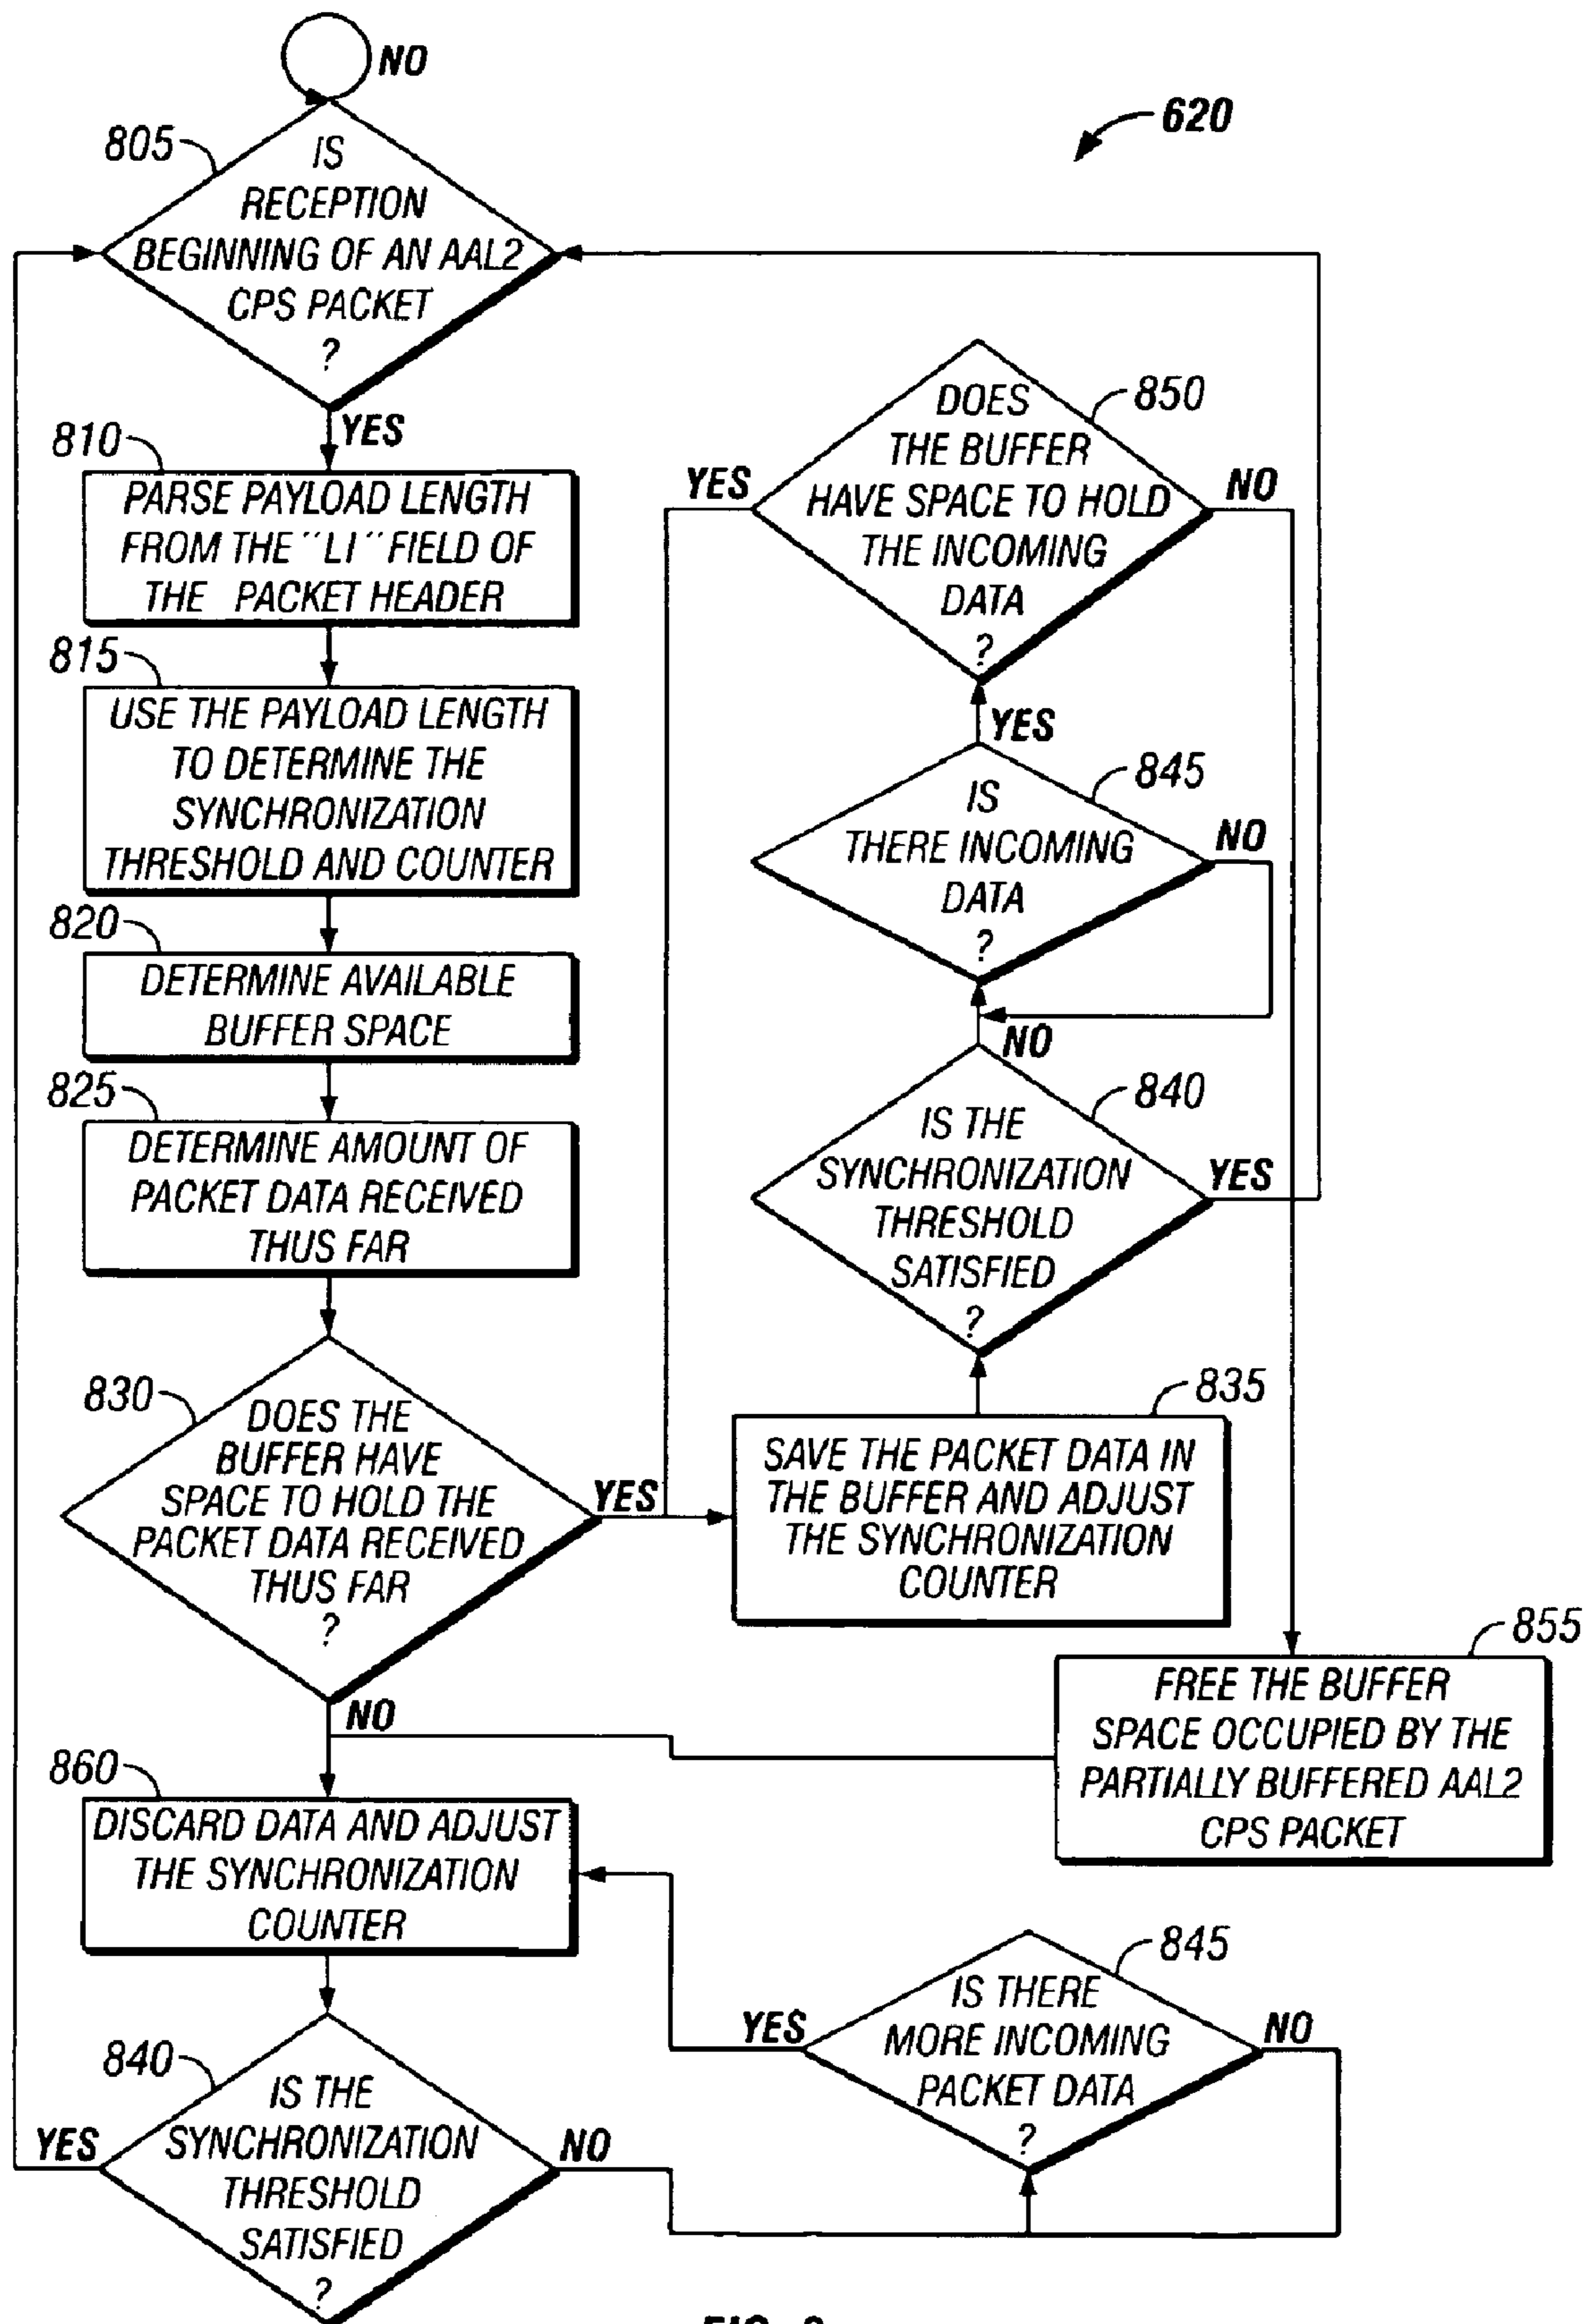 NO
620
805
IS
RECEPTION
BEGINNING OF AN AAL2
CPS PACKET
?
YES
810
PARSE PAYLOAD LENGTH
FROM THE "LI" FIELD OF
THE PACKET HEADER
815
USE THE PAYLOAD LENGTH
TO DETERMINE THE
SYNCHRONIZATION
THRESHOLD AND COUNTER
820
DETERMINE AVAILABLE
BUFFER SPACE
825
DETERMINE AMOUNT OF
PACKET DATA RECEIVED
THUS FAR
830
DOES THE
BUFFER HAVE
SPACE TO HOLD THE
PACKET DATA RECEIVED
THUS FAR
?
YES
NO
850
DOES
THE BUFFER
HAVE SPACE TO HOLD
THE INCOMING
DATA
?
YES
NO
YES
845
IS
THERE INCOMING
DATA
?
NO
NO
840
IS THE
SYNCHRONIZATION
THRESHOLD
SATISFIED
?
YES
835
SAVE THE PACKET DATA IN
THE BUFFER AND ADJUST
THE SYNCHRONIZATION
COUNTER
855
FREE THE BUFFER
SPACE OCCUPIED BY THE
PARTIALLY BUFFERED AAL2
CPS PACKET
860
DISCARD DATA AND ADJUST
THE SYNCHRONIZATION
COUNTER
845
IS THERE
MORE INCOMING
PACKET DATA
?
YES
NO
840
IS THE
SYNCHRONIZATION
THRESHOLD
SATISFIED
?
YES
NO